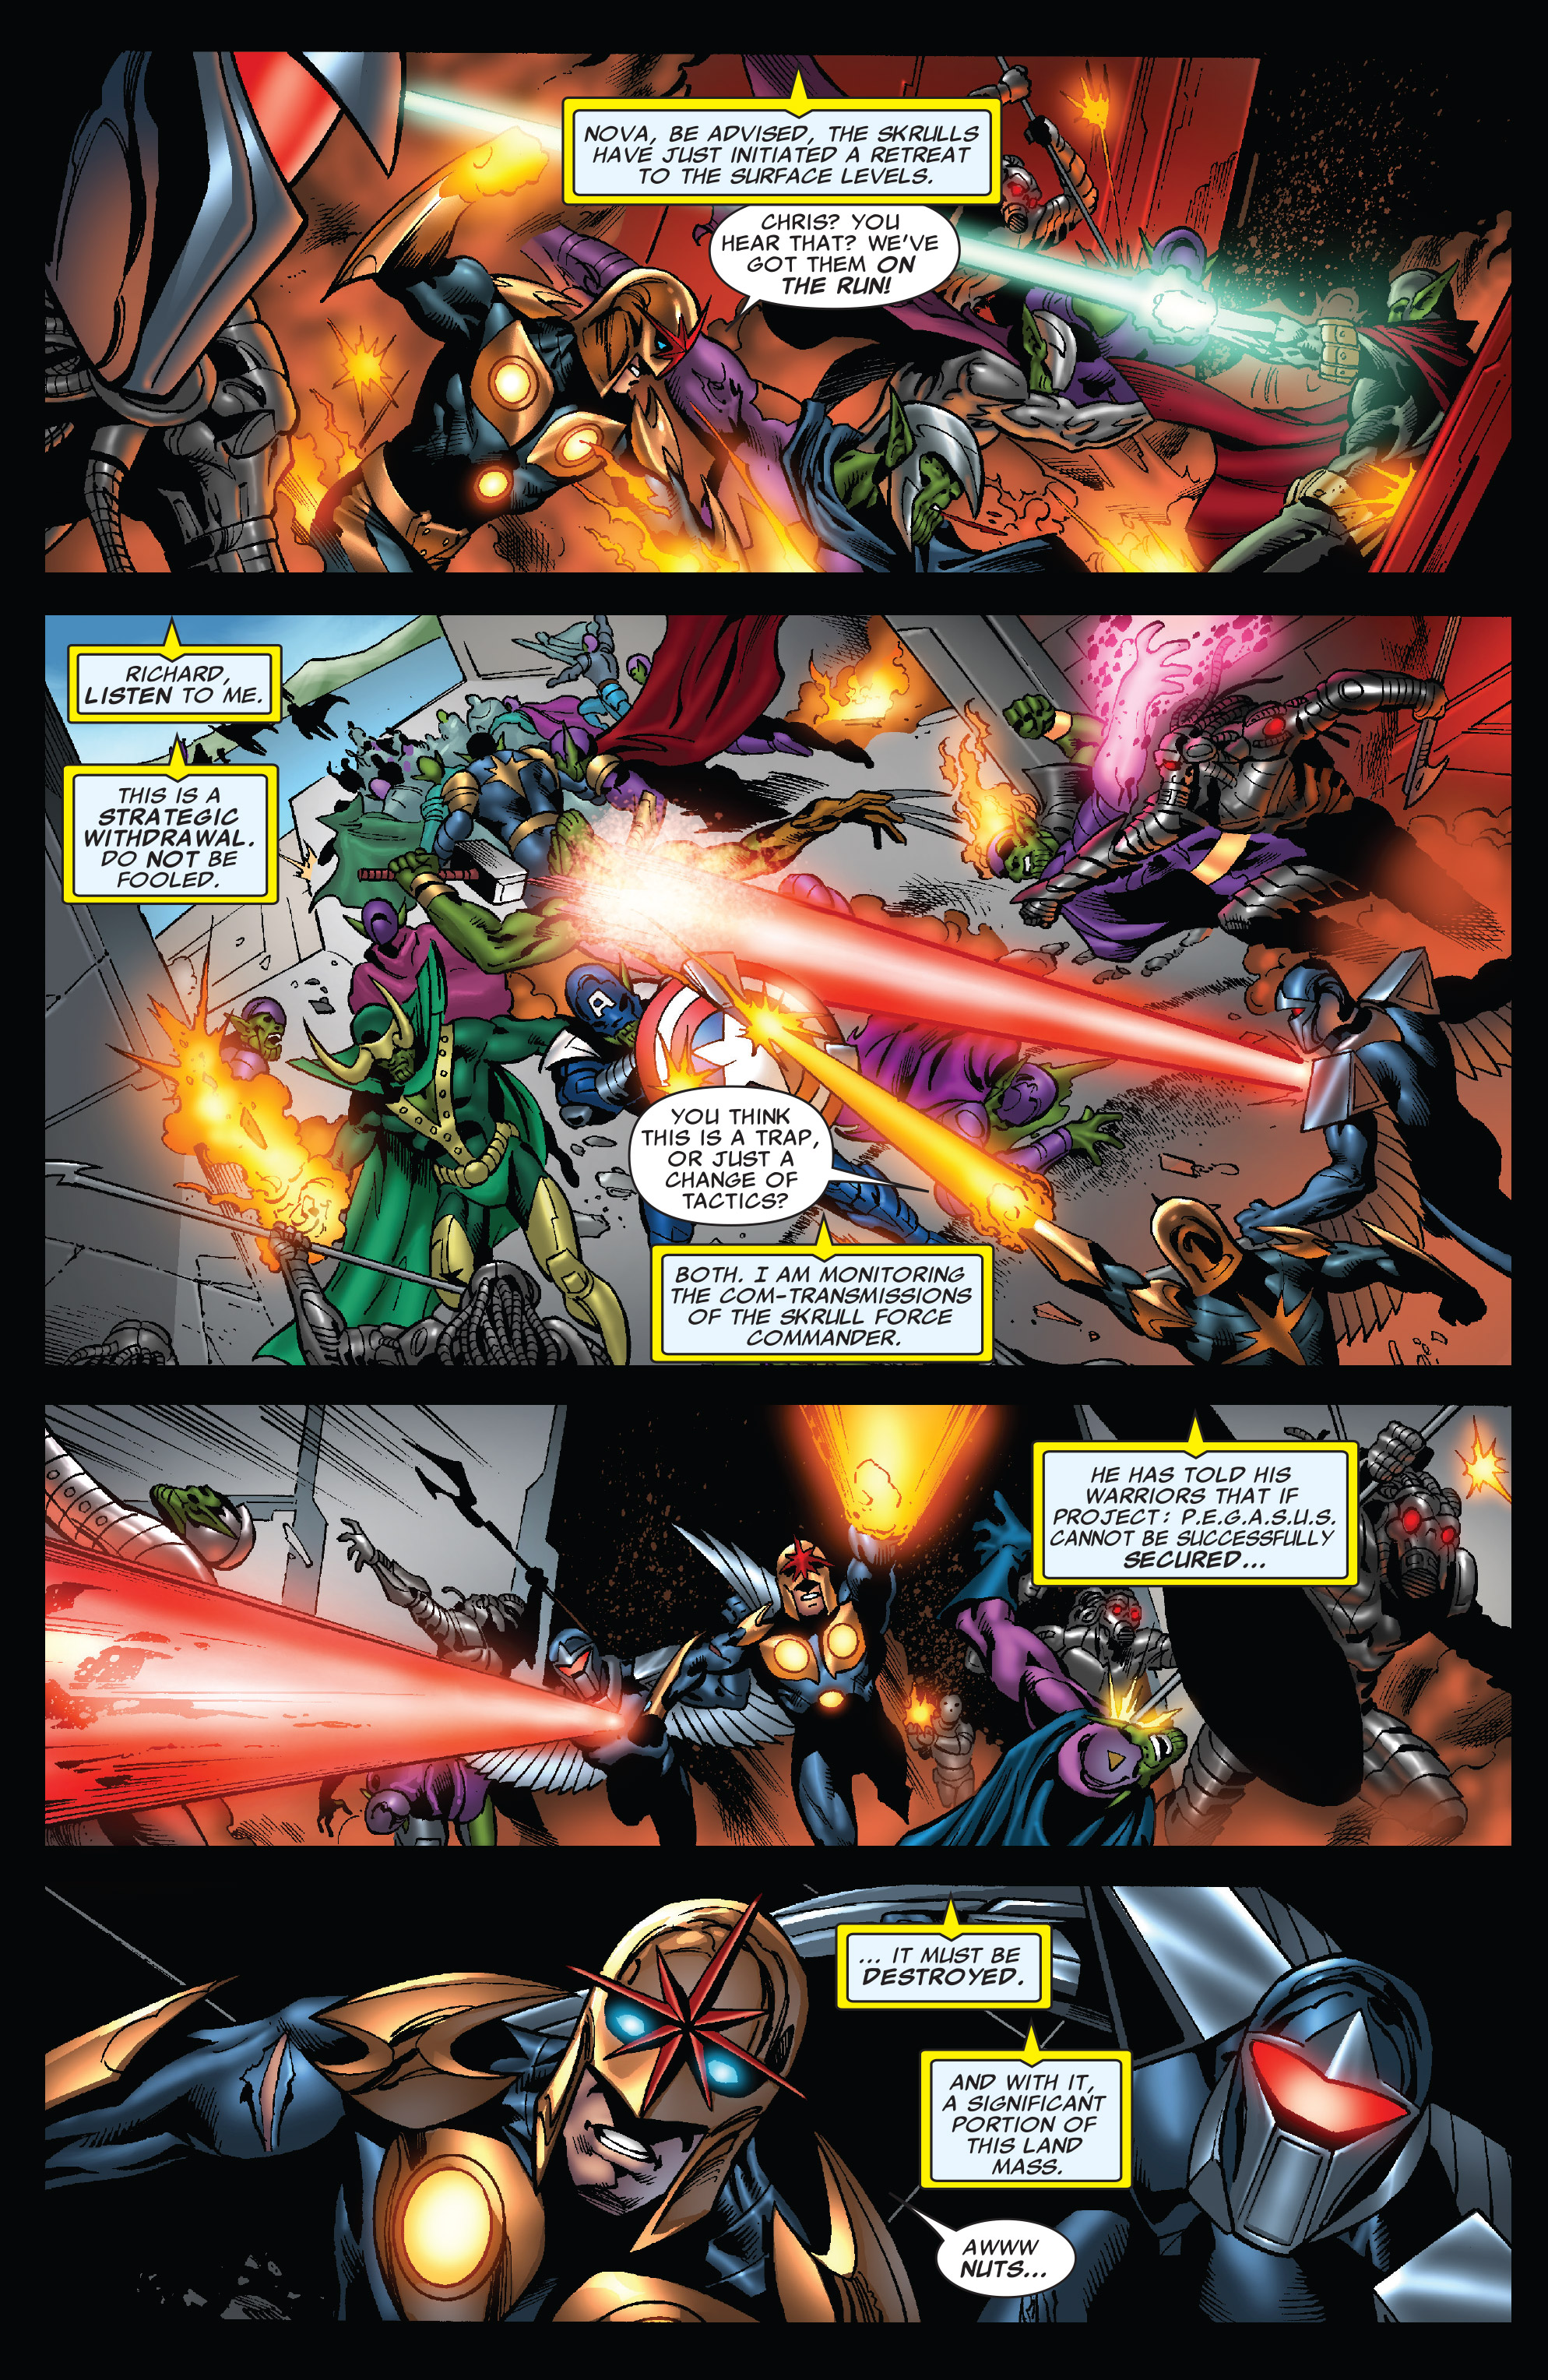 NOVA, BE ADVISED, THE SKRULLS
HAVE JUST INITIATED A RETREAT
TO THE SURFACE LEVELS.
CHRIS? YOU
HEAR THAT? WE'VE
GOT THEM ON
THE RUN!
RICHARD,
LISTEN TO ME.
THIS IS A
STRATEGIC
WITHDRAWAL.
DO NOT BE
FOOLED.
A
YOU THINK
THIS IS A TRAP,
OR JUST A
CHANGE OF
TACTICS?
BOTH. I AM MONITORING
THE COM-TRANSMISSIONS
OF THE SKRULL FORCE
COMMANDER.
HE HAS TOLD HIS
WARRIORS THAT IF
PROJECT: P.E.G.A.S.U.S.
CANNOT BE SUCCESSFULLY
SECURED...
... IT MUST BE
DESTROYED.
AND WITH IT,
A SIGNIFICANT
PORTION OF
THIS LAND
MASS.
AWWW
NUTS...